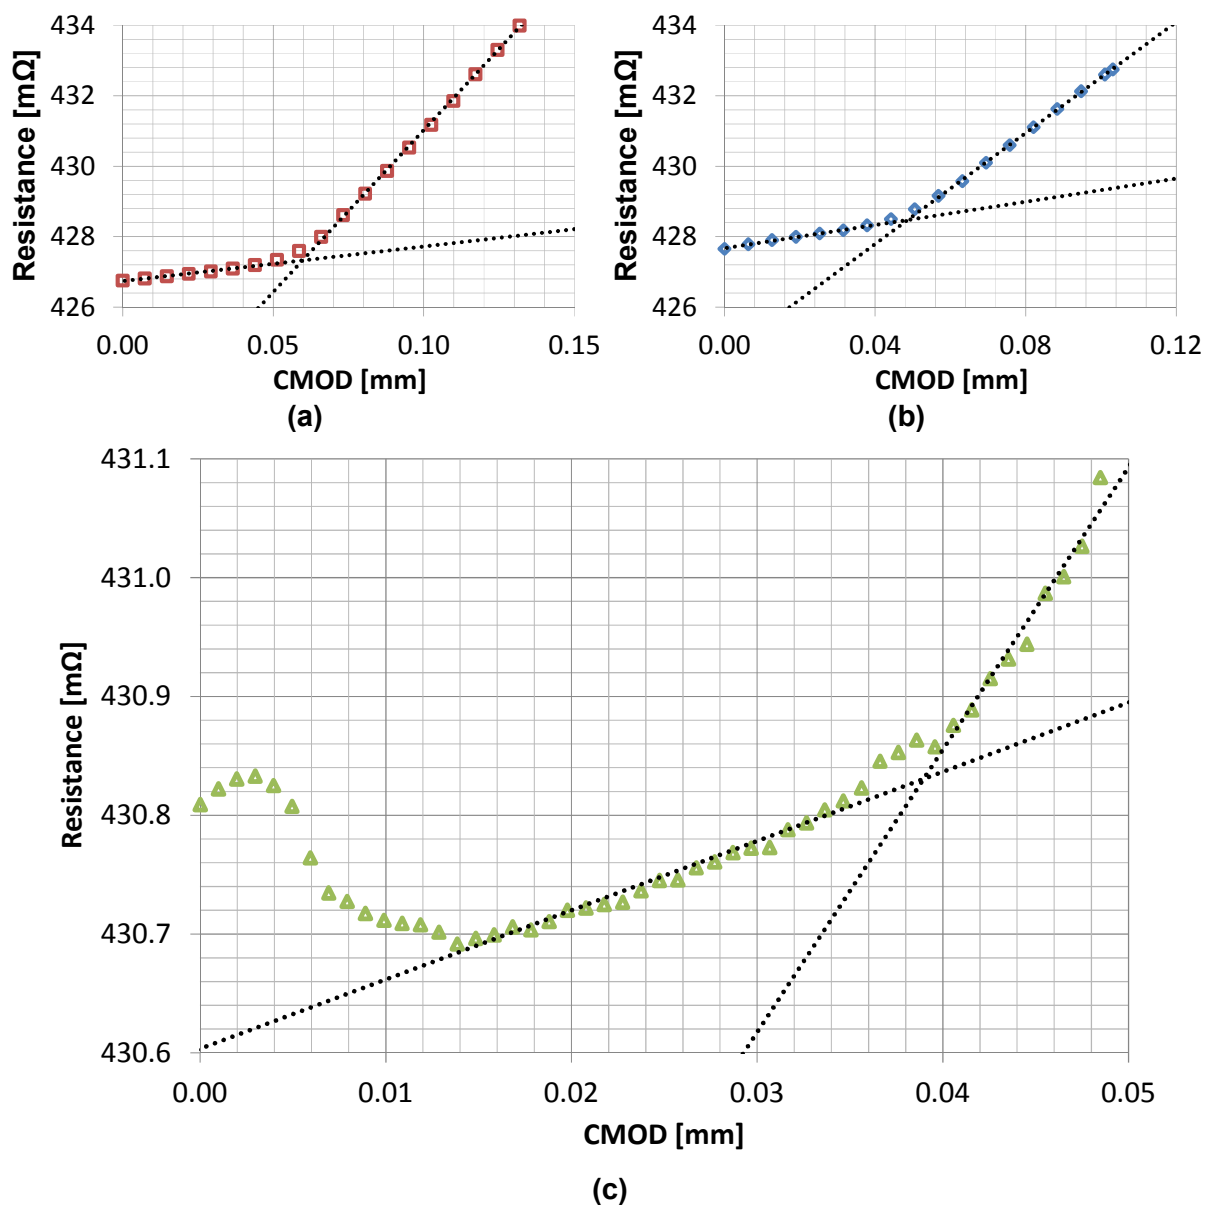 434
432
430
428
426
Resistance [mΩ]
0.00 0.05 0.10 0.15
CMOD [mm]
(a)
434
432
430
428
426
Resistance [mΩ]
0.00 0.04 0.08 0.12
CMOD [mm]
(b)
431.1
431.0
430.9
430.8
430.7
430.6
Resistance [mΩ]
0.00 0.01 0.02 0.03 0.04 0.05
CMOD [mm]
(c)